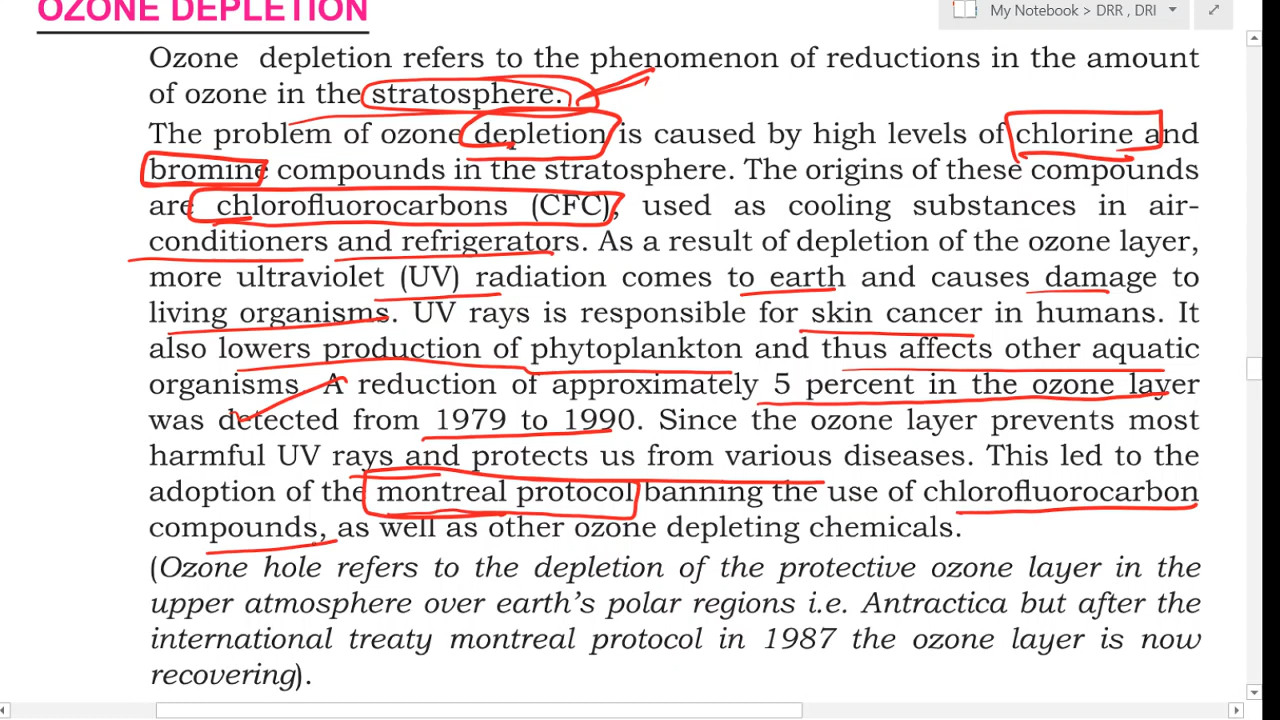 OZONE DEPLETION
My Notebook > DRR , DRI
Ozone depletion refers to the phenomenon of reductions in the amount
of ozone in the stratosphere.
The problem of ozone depletion is caused by high levels of chlorine and
bromine compounds in the stratosphere. The origins of these compounds
are chlorofluorocarbons (CFC), used as cooling substances in air-
conditioners and refrigerators. As a result of depletion of the ozone layer,
more ultraviolet (UV) radiation comes to earth and causes damage to
living organisms. UV rays is responsible for skin cancer in humans. It
also lowers production of phytoplankton and thus affects other aquatic
organisms. A reduction of approximately 5 percent in the ozone layer
was detected from 1979 to 1990. Since the ozone layer prevents most
harmful UV rays and protects us from various diseases. This led to the
adoption of the montreal protocol banning the use of chlorofluorocarbon
compounds, as well as other ozone depleting chemicals.
(Ozone hole refers to the depletion of the protective ozone layer in the
upper atmosphere over earth's polar regions i.e. Antractica but after the
international treaty montreal protocol in 1987 the ozone layer is now
recovering).